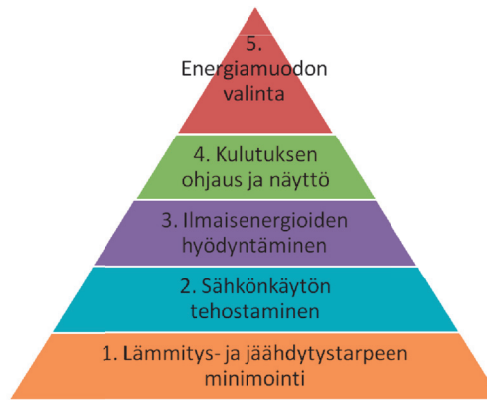 5.
Energiamuodon
valinta
4. Kulutuksen
ohjaus ja näyttö
3. Ilmaisenergioiden
hyödyntäminen
2. Sähkönkäytön
tehostaminen
1. Lämmitys- ja jäähdytystarpeen
minimointi